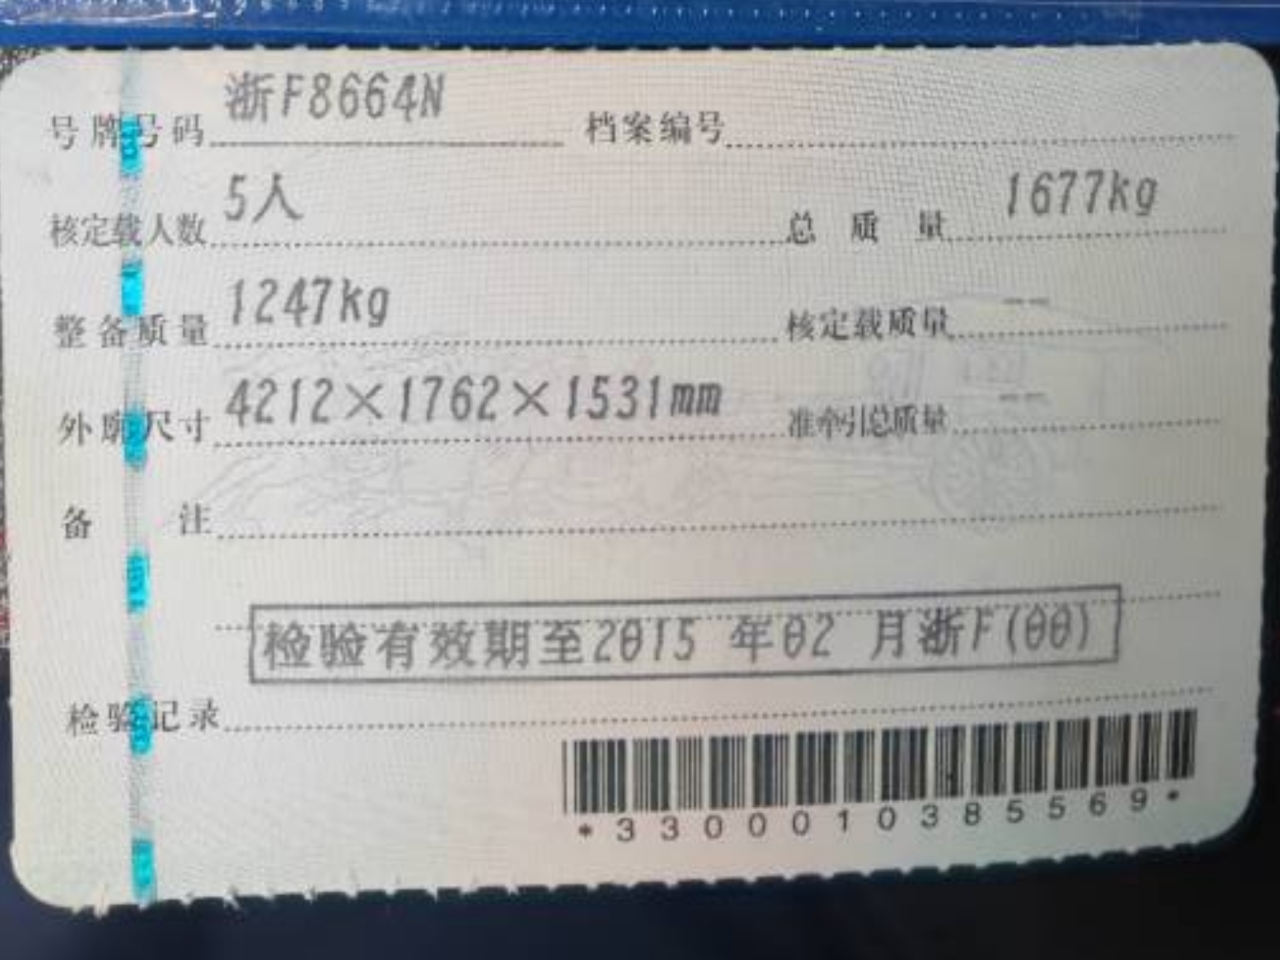 号牌号码 浙F8664N 档案编号
核定载人数 5人 总质量 1677kg
整备质量 1247kg 核定载质量 --
外廓尺寸 4212×1762×1531mm 准牵引总质量 --
备注
检验有效期至2015 年02 月浙F(00)
检验记录
*3300010385569*